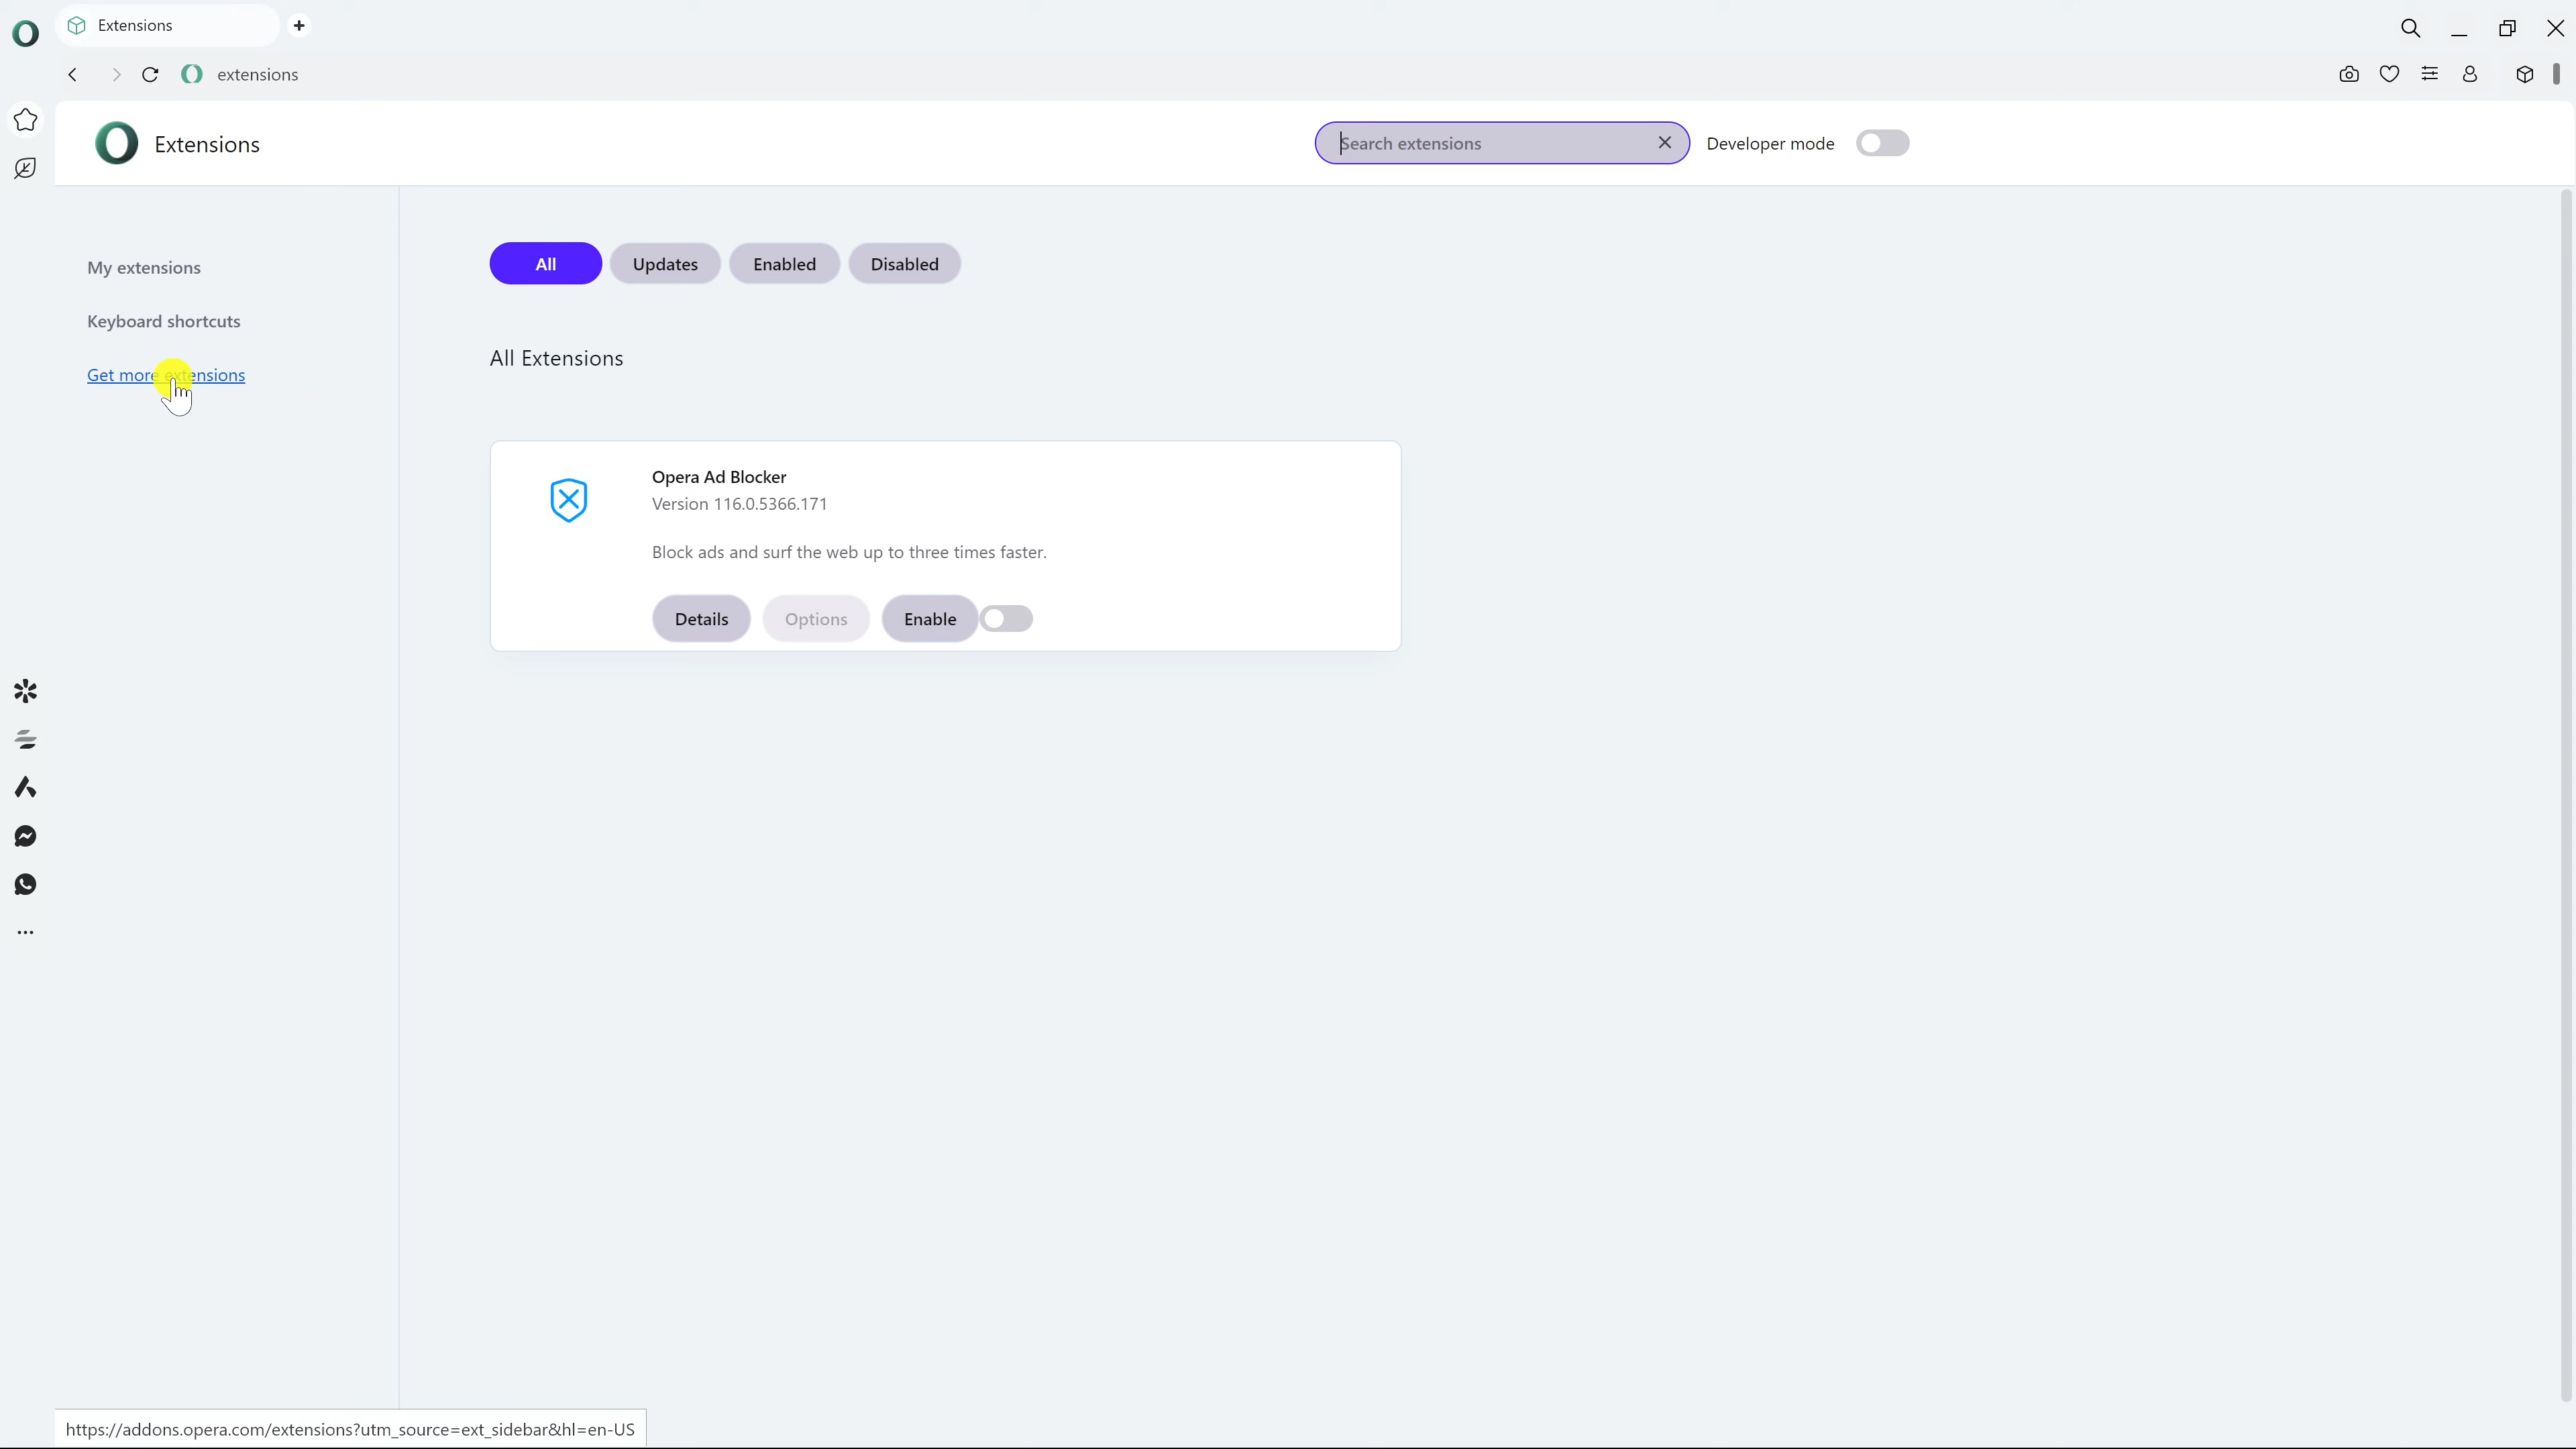 Extensions
extensions
Extensions
Search extensions
Developer mode
My extensions
Keyboard shortcuts
Get more extensions
All
Updates
Enabled
Disabled
All Extensions
Opera Ad Blocker
Version 116.0.5366.171
Block ads and surf the web up to three times faster.
Details
Options
Enable
https://addons.opera.com/extensions?utm_source=ext_sidebar&hl=en-US